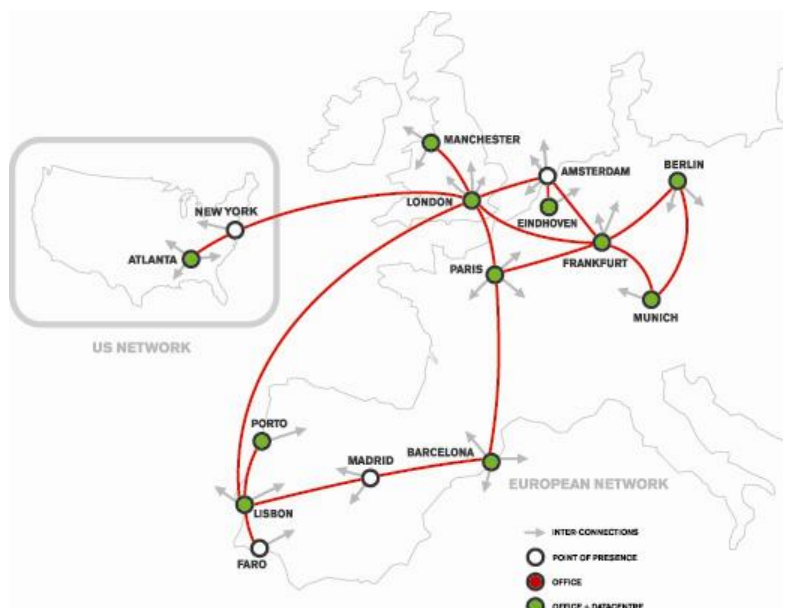 MANCHESTER
AMSTERDAM
BERLIN
LONDON
EINDHOVEN
NEW YORK
ATLANTA
FRANKFURT
PARIS
MUNICH
US NETWORK
PORTO
MADRID
BARCELONA
EUROPEAN NETWORK
LISBON
FARO
INTER-CONNECTIONS
POINT OF PRESENCE
OFFICE
OFFICE + DATACENTRE